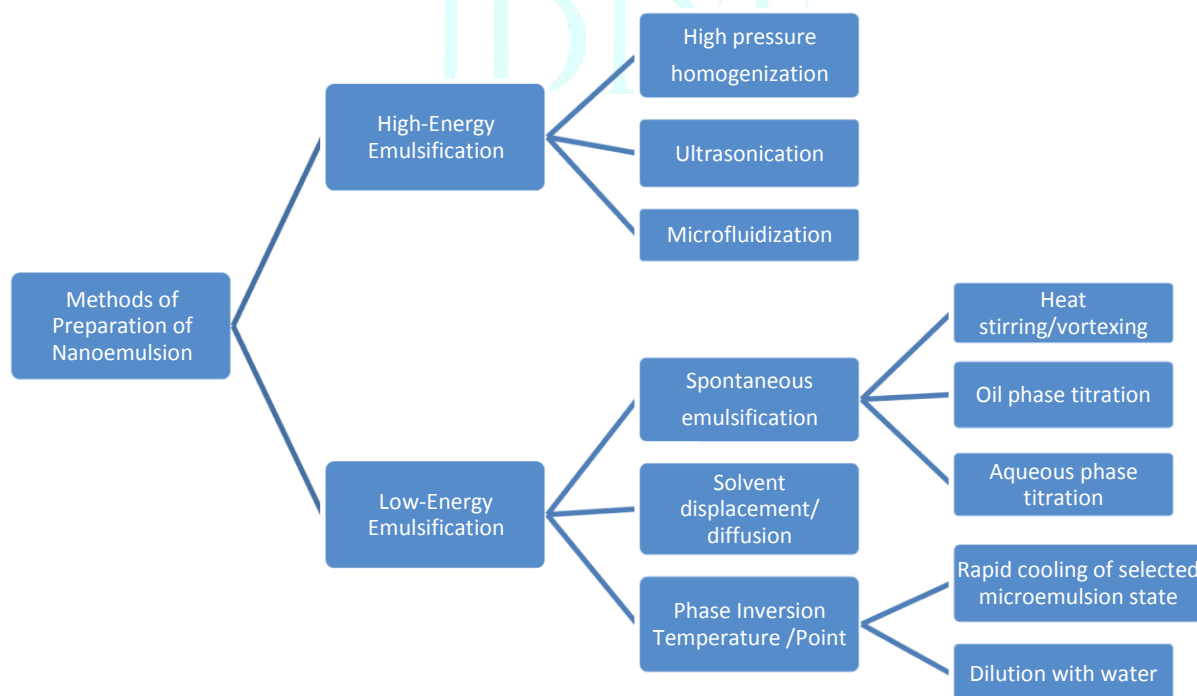 High pressure
homogenization
High-Energy
Emulsification
Ultrasonication
Microfluidization
Methods of
Preparation of
Nanoemulsion
Heat
stirring/vortexing
Spontaneous
emulsification
Oil phase titration
Aqueous phase
titration
Low-Energy
Emulsification
Solvent
displacement/
diffusion
Phase Inversion
Temperature /Point
Rapid cooling of selected
microemulsion state
Dilution with water